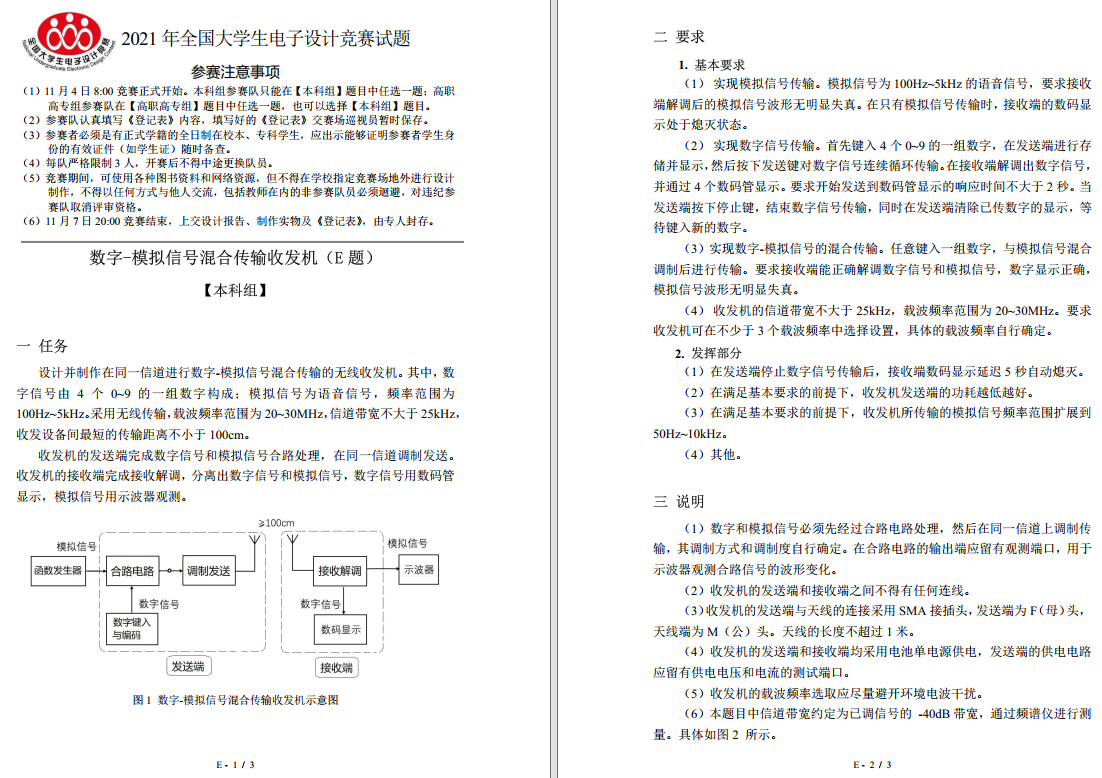 全国大学生电子设计竞赛
National Undergraduate Electronic Design Contest
2021 年全国大学生电子设计竞赛试题
参赛注意事项
（1）11 月 4 日 8:00 竞赛正式开始。本科组参赛队只能在【本科组】题目中任选一题；高职
高专组参赛队在【高职高专组】题目中任选一题，也可以选择【本科组】题目。
（2）参赛队认真填写《登记表》内容，填写好的《登记表》交赛场巡视员暂时保存。
（3）参赛者必须是有正式学籍的全日制在校本、专科学生，应出示能够证明参赛者学生身
份的有效证件（如学生证）随时备查。
（4）每队严格限制 3 人，开赛后不得中途更换队员。
（5）竞赛期间，可使用各种图书资料和网络资源，但不得在学校指定竞赛场地外进行设计
制作，不得以任何方式与他人交流，包括教师在内的非参赛队员必须迴避，对违纪参
赛队取消评审资格。
（6）11 月 7 日 20:00 竞赛结束，上交设计报告、制作实物及《登记表》，由专人封存。
数字-模拟信号混合传输收发机（E 题）
【本科组】
一 任务
设计并制作在同一信道进行数字-模拟信号混合传输的无线收发机。其中，数
字信号由 4 个 0~9 的一组数字构成；模拟信号为语音信号，频率范围为
100Hz~5kHz。采用无线传输，载波频率范围为 20~30MHz，信道带宽不大于 25kHz，
收发设备间最短的传输距离不小于 100cm。
收发机的发送端完成数字信号和模拟信号合路处理，在同一信道调制发送。
收发机的接收端完成接收解调，分离出数字信号和模拟信号，数字信号用数码管
显示，模拟信号用示波器观测。
⩾100cm
模拟信号
模拟信号
函数发生器
合路电路
调制发送
接收解调
示波器
数字信号
数字信号
数字键入
与编码
数码显示
发送端
接收端
图 1 数字-模拟信号混合传输收发机示意图
E - 1 / 3
二 要求
1. 基本要求
（1） 实现模拟信号传输。模拟信号为 100Hz~5kHz 的语音信号，要求接收
端解调后的模拟信号波形无明显失真。在只有模拟信号传输时，接收端的数码显
示处于熄灭状态。
（2） 实现数字信号传输。首先键入 4 个 0~9 的一组数字，在发送端进行存
储并显示，然后按下发送键对数字信号连续循环传输。在接收端解调出数字信号，
并通过 4 个数码管显示。要求开始发送到数码管显示的响应时间不大于 2 秒。当
发送端按下停止键，结束数字信号传输，同时在发送端清除已传数字的显示，等
待键入新的数字。
（3）实现数字-模拟信号的混合传输。任意键入一组数字，与模拟信号混合
调制后进行传输。要求接收端能正确解调数字信号和模拟信号，数字显示正确，
模拟信号波形无明显失真。
（4） 收发机的信道带宽不大于 25kHz，载波频率范围为 20~30MHz。要求
收发机可在不少于 3 个载波频率中选择设置，具体的载波频率自行确定。
2. 发挥部分
（1）在发送端停止数字信号传输后，接收端数码显示延迟 5 秒自动熄灭。
（2）在满足基本要求的前提下，收发机发送端的功耗越低越好。
（3）在满足基本要求的前提下，收发机所传输的模拟信号频率范围扩展到
50Hz~10kHz。
（4）其他。
三 说明
（1）数字和模拟信号必须先经过合路电路处理，然后在同一信道上调制传
输，其调制方式和调制度自行确定。在合路电路的输出端应留有观测端口，用于
示波器观测合路信号的波形变化。
（2）收发机的发送端和接收端之间不得有任何连线。
（3）收发机的发送端与天线的连接采用 SMA 接插头，发送端为 F（母）头，
天线端为 M（公）头。天线的长度不超过 1 米。
（4）收发机的发送端和接收端均采用电池单电源供电，发送端的供电电路
应留有供电电压和电流的测试端口。
（5）收发机的载波频率选取应尽量避开环境电波干扰。
（6）本题目中信道带宽约定为已调信号的 -40dB 带宽，通过频谱仪进行测
量。具体如图 2 所示。
E - 2 / 3